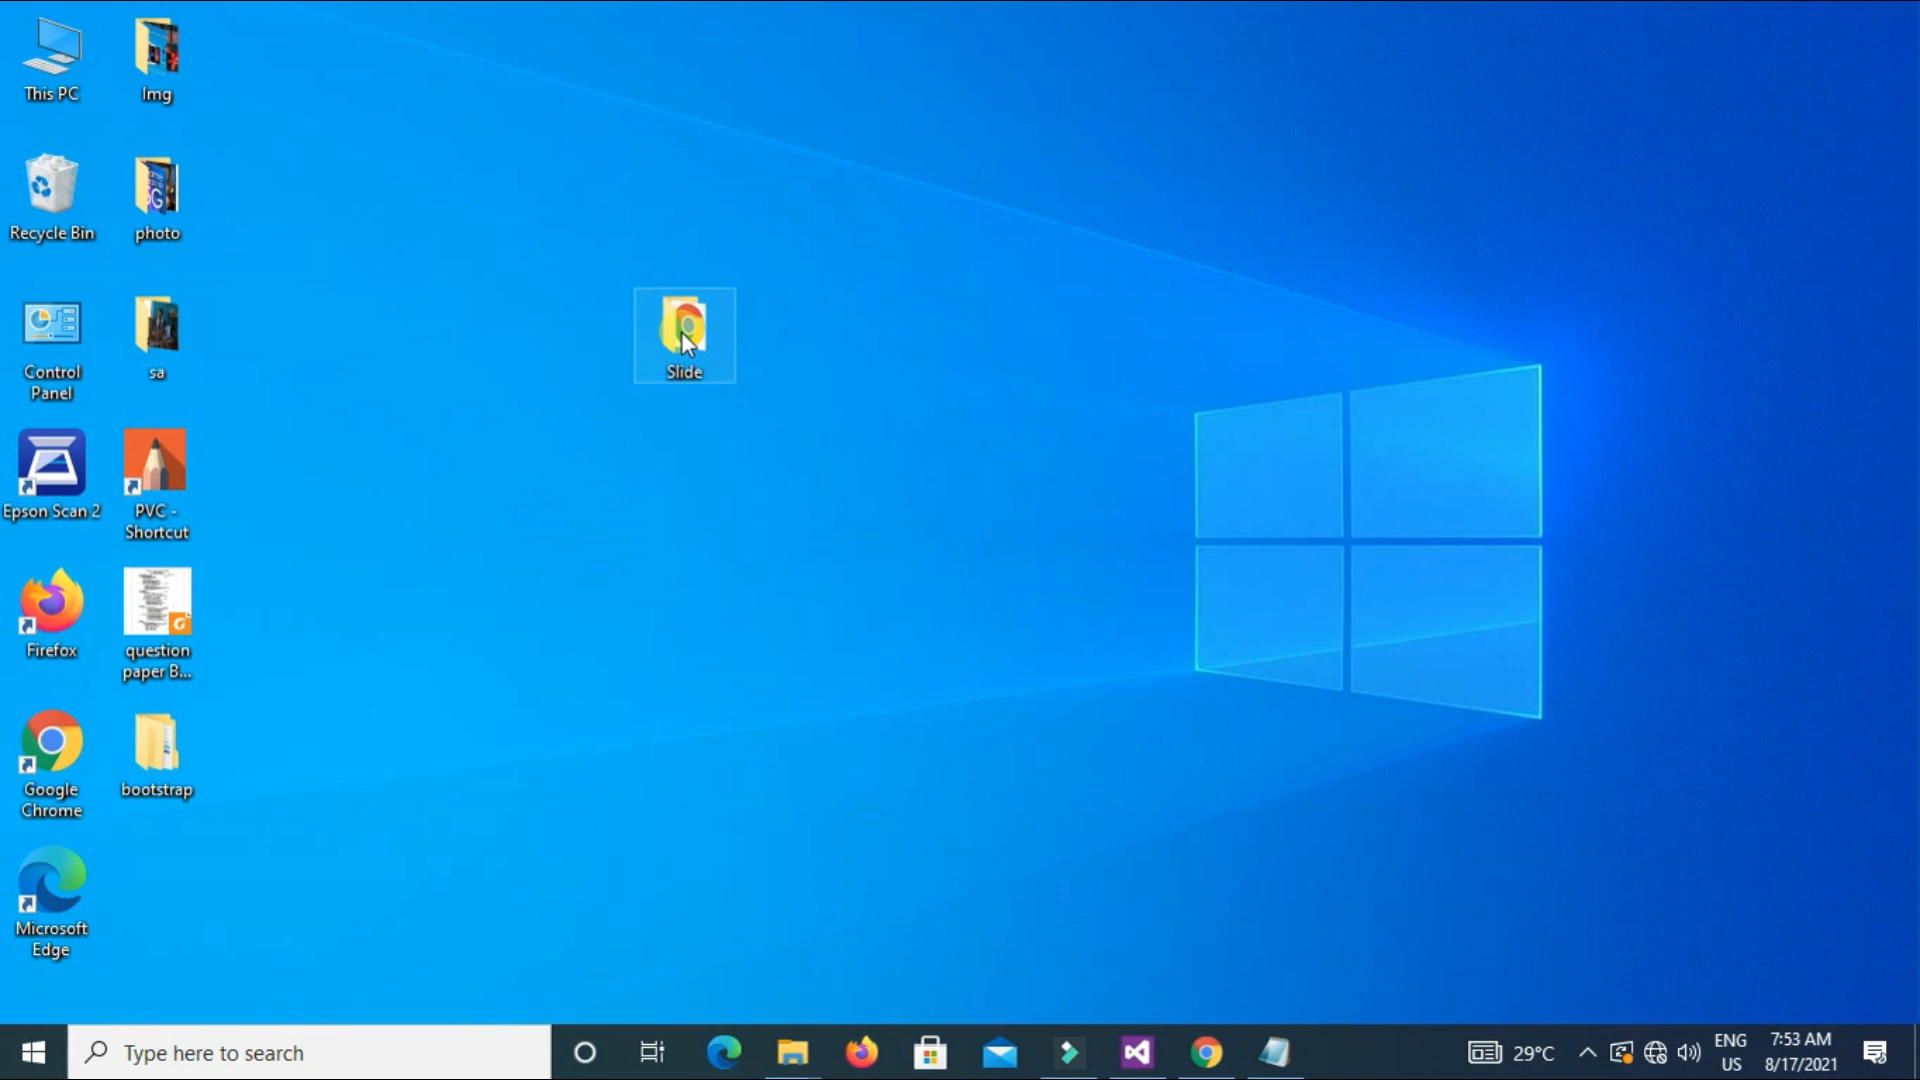 This PC
Img
Recycle Bin
photo
Control
Panel
sa
Slide
Epson Scan 2
PVC -
Shortcut
Firefox
question
paper B...
Google
Chrome
bootstrap
Microsoft
Edge
Type here to search
29°C
ENG
US
7:53 AM
8/17/2021